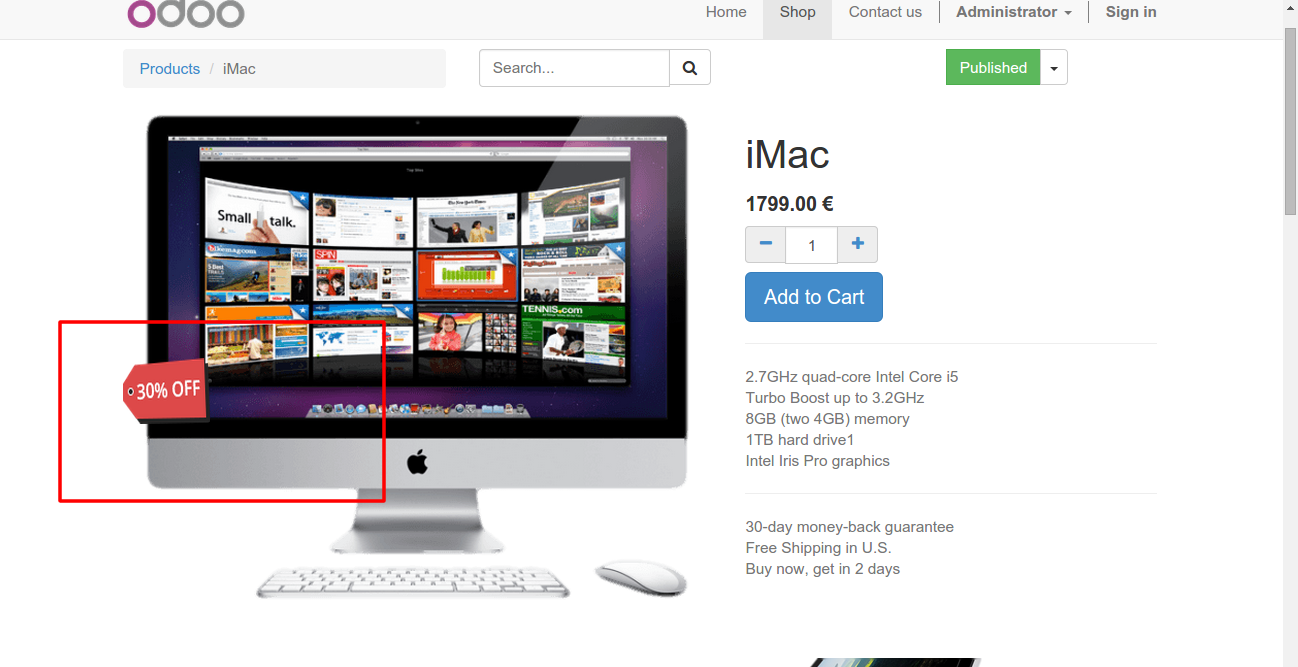 odoo
Home Shop Contact us Administrator Sign in
Products / iMac
Search...
Published
iMac
1799.00 €
1
Add to Cart
Small talk.
SPIN
TENNIS.com
30% OFF
2.7GHz quad-core Intel Core i5
Turbo Boost up to 3.2GHz
8GB (two 4GB) memory
1TB hard drive1
Intel Iris Pro graphics
30-day money-back guarantee
Free Shipping in U.S.
Buy now, get in 2 days